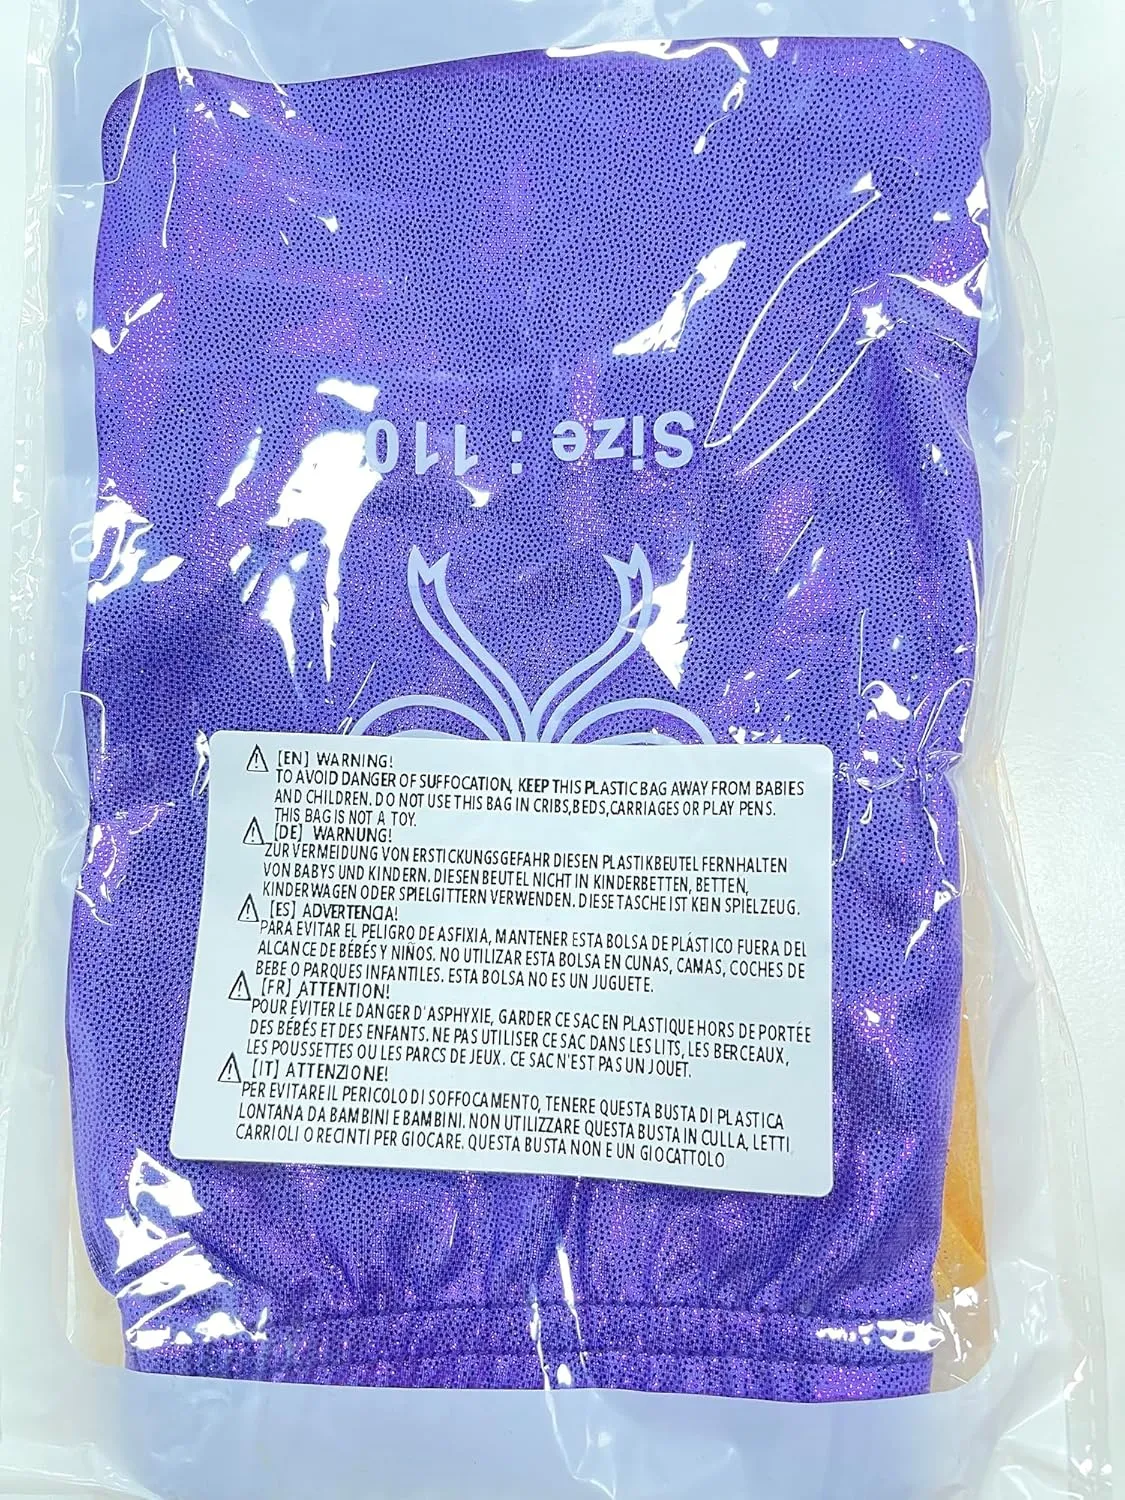 Size : 110
[EN] WARNING!
TO AVOID DANGER OF SUFFOCATION, KEEP THIS PLASTIC BAG AWAY FROM BABIES
AND CHILDREN. DO NOT USE THIS BAG IN CRIBS,BEDS,CARRIAGES OR PLAY PENS.
THIS BAG IS NOT A TOY.
[DE] WARNUNG!
ZUR VERMEIDUNG VON ERSTICKUNGSGEFAHR DIESEN PLASTIKBEUTEL FERNHALTEN
VON BABYS UND KINDERN. DIESEN BEUTEL NICHT IN KINDERBETTEN, BETTEN,
KINDERWAGEN ODER SPIELGITTERN VERWENDEN. DIESE TASCHE IST KEIN SPIELZEUG.
[ES] ADVERTENCIA!
PARA EVITAR EL PELIGRO DE ASFIXIA, MANTENER ESTA BOLSA DE PLÁSTICO FUERA DEL
ALCANCE DE BÉBÉS Y NIÑOS. NO UTILIZAR ESTA BOLSA EN CUNAS, CAMAS, COCHES DE
BEBE O PARQUES INFANTILES. ESTA BOLSA NO ES UN JUGUETE.
[FR] ATTENTION!
POUR ÉVITER LE DANGER D'ASPHYXIE, GARDER CE SAC EN PLASTIQUE HORS DE PORTÉE
DES BÉBÉS ET DES ENFANTS. NE PAS UTILISER CE SAC DANS LES LITS, LES BERCEAUX,
LES POUSSETTES OU LES PARCS DE JEUX. CE SAC N'EST PAS UN JOUET.
[IT] ATTENZIONE!
PER EVITARE IL PERICOLO DI SOFFOCAMENTO, TENERE QUESTA BUSTA DI PLASTICA
LONTANA DA BAMBINI E BAMBINI. NON UTILIZZARE QUESTA BUSTA IN CULLA, LETTI
CARRIOLI O RECINTI PER GIOCARE. QUESTA BUSTA NON E UN GIOCATTOLO